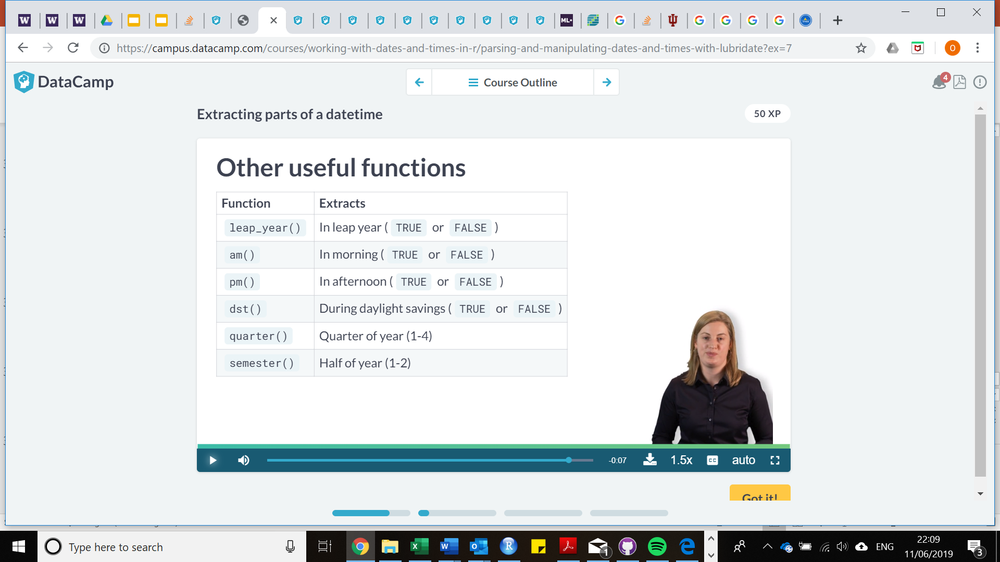 https://campus.datacamp.com/courses/working-with-dates-and-times-in-r/parsing-and-manipulating-dates-and-times-with-lubridate?ex=7
O
DataCamp
Course Outline
4
Extracting parts of a datetime
50 XP
Other useful functions
Function Extracts
leap_year() In leap year ( TRUE or FALSE )
am() In morning ( TRUE or FALSE )
pm() In afternoon ( TRUE or FALSE )
dst() During daylight savings ( TRUE or FALSE )
quarter() Quarter of year (1-4)
semester() Half of year (1-2)
-0:07 1.5x CC auto
Got it!
Type here to search
1
ENG
22:09
11/06/2019
3